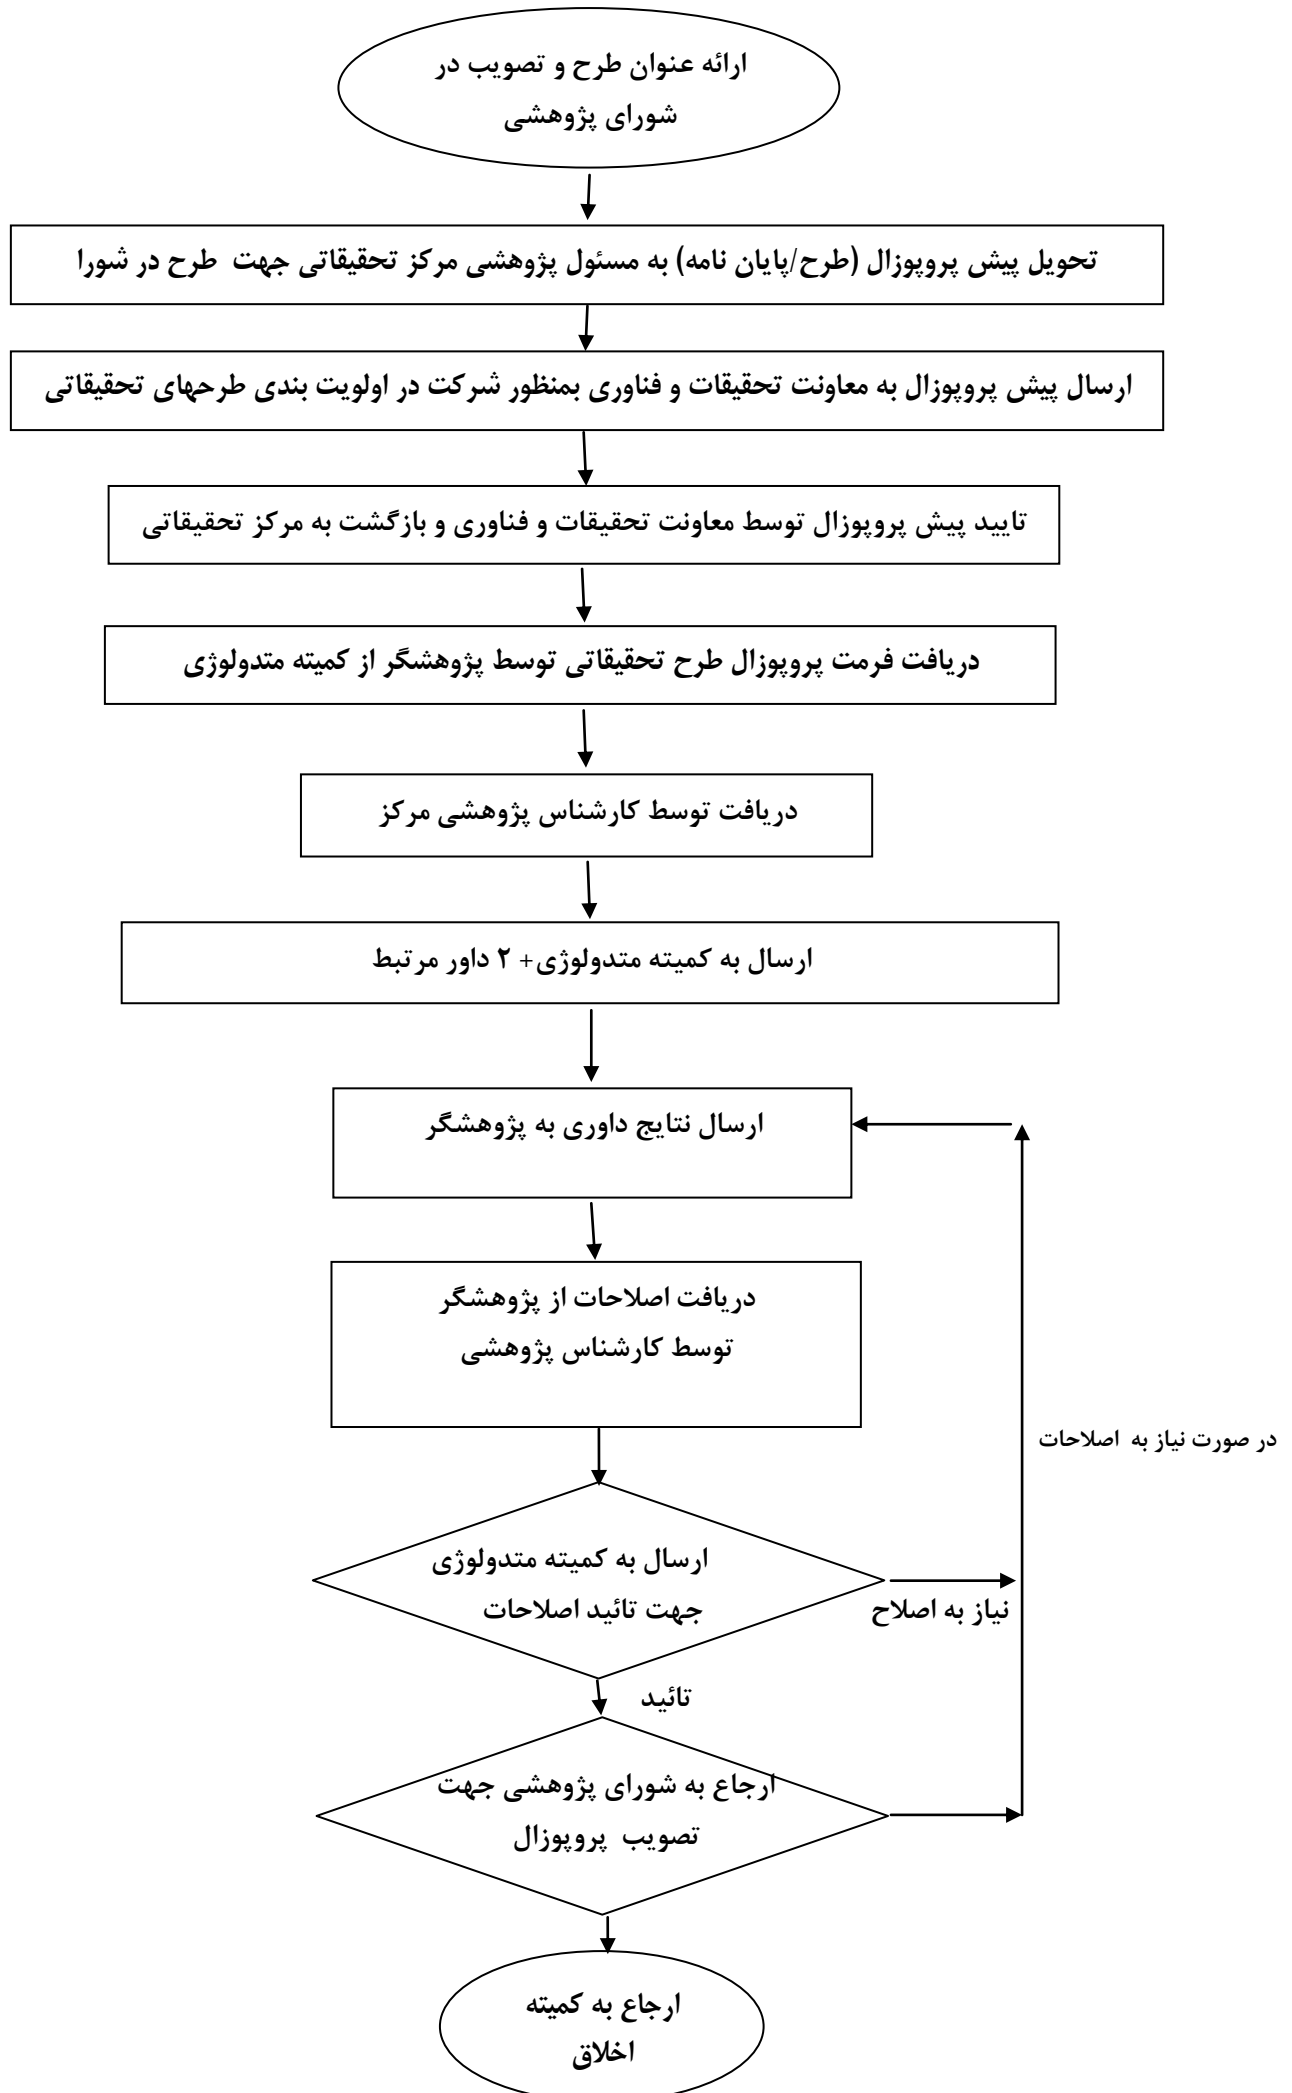 ارائه عنوان طرح و تصویب در
شورای پژوهشی
تحویل پیش پروپوزال (طرح/پایان نامه) به مسئول پژوهشی مرکز تحقیقاتی جهت طرح در شورا
ارسال پیش پروپوزال به معاونت تحقیقات و فناوری بمنظور شرکت در اولویت بندی طرحهای تحقیقاتی
تایید پیش پروپوزال توسط معاونت تحقیقات و فناوری و بازگشت به مرکز تحقیقاتی
دریافت فرمت پروپوزال طرح تحقیقاتی توسط پژوهشگر از کمیته متدولوژی
دریافت توسط کارشناس پژوهشی مرکز
ارسال به کمیته متدولوژی+ ۲ داور مرتبط
ارسال نتایج داوری به پژوهشگر
دریافت اصلاحات از پژوهشگر
توسط کارشناس پژوهشی
در صورت نیاز به اصلاحات
ارسال به کمیته متدولوژی
جهت تائید اصلاحات
نیاز به اصلاح
تائید
ارجاع به شورای پژوهشی جهت
تصویب پروپوزال
ارجاع به کمیته
اخلاق